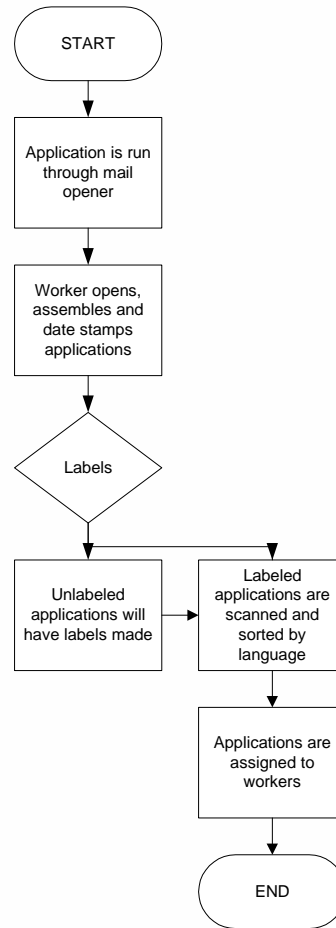 START
Application is run
through mail
opener
Worker opens,
assembles and
date stamps
applications
Labels
Unlabeled
applications will
have labels made
Labeled
applications are
scanned and
sorted by
language
Applications are
assigned to
workers
END